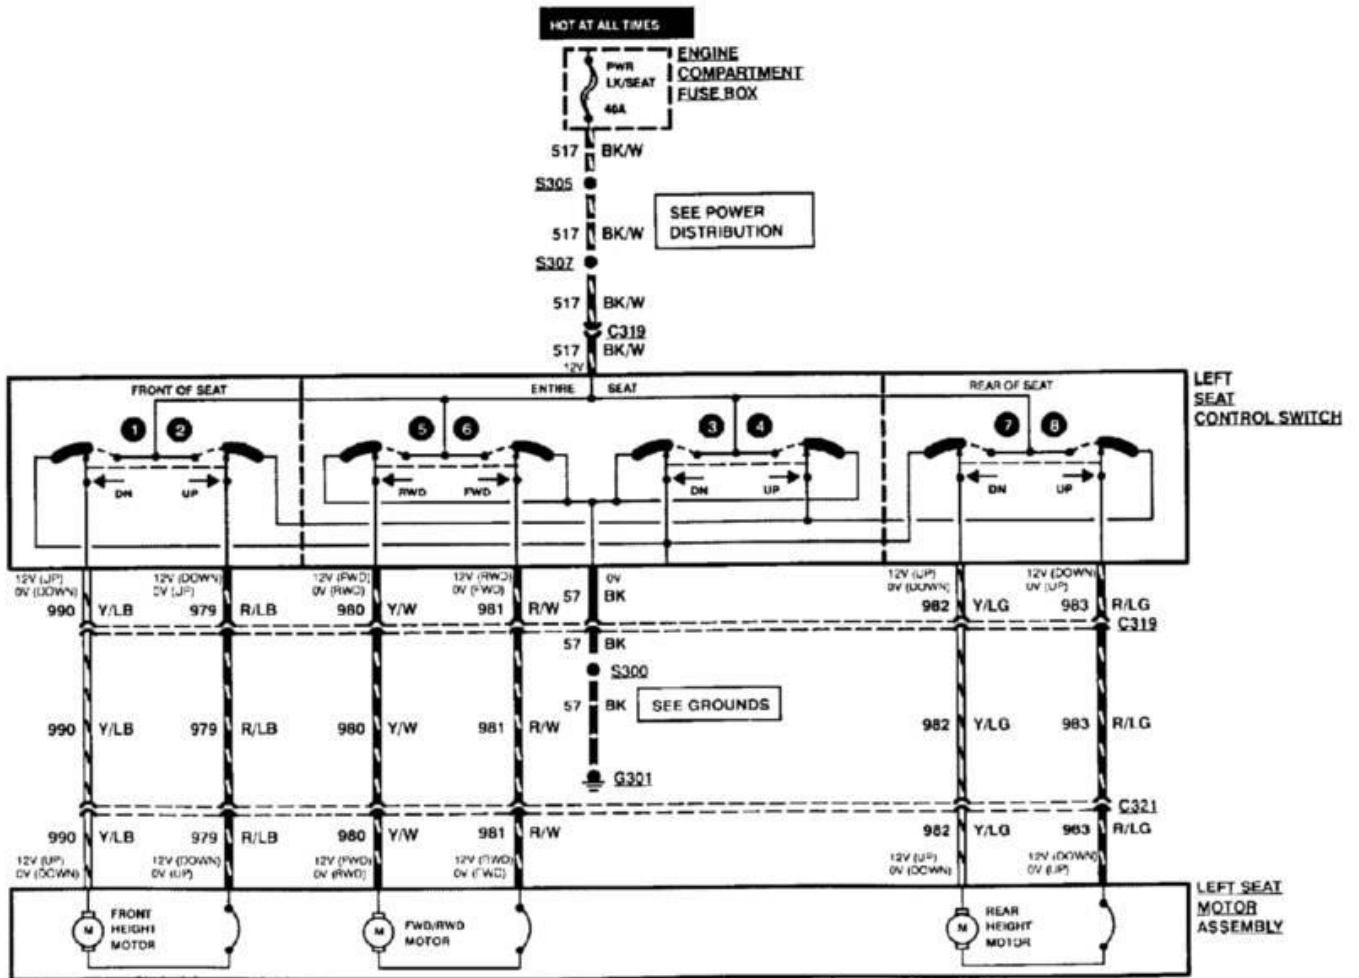 HOT AT ALL TIMES
PWR
LK/SEAT
40A
ENGINE
COMPARTMENT
FUSE BOX
517 BK/W
S305
SEE POWER
DISTRIBUTION
517 BK/W
S307
517 BK/W
C319
517 BK/W
12V
FRONT OF SEAT
ENTIRE SEAT
REAR OF SEAT
LEFT
SEAT
CONTROL SWITCH
1 2 5 6 3 4 7 8
DN UP RWD FWD DN UP DN UP
12V (UP) 12V (DOWN) 12V (FWD) 12V (RWD) 0V 12V (UP) 12V (DOWN)
0V (DOWN) 0V (UP) 0V (RWD) 0V (FWD) 0V (DOWN) 0V (UP)
990 Y/LB 979 R/LB 980 Y/W 981 R/W 57 BK 982 Y/LG 983 R/LG
C319
57 BK
S300
57 BK
SEE GROUNDS
990 Y/LB 979 R/LB 980 Y/W 981 R/W 982 Y/LG 983 R/LG
G301
C321
990 Y/LB 979 R/LB 980 Y/W 981 R/W 982 Y/LG 983 R/LG
12V (UP) 12V (DOWN) 12V (FWD) 12V (RWD) 12V (UP) 12V (DOWN)
0V (DOWN) 0V (UP) 0V (RWD) 0V (FWD) 0V (DOWN) 0V (UP)
M
FRONT
HEIGHT
MOTOR
M
FWD/RWD
MOTOR
M
REAR
HEIGHT
MOTOR
LEFT SEAT
MOTOR
ASSEMBLY